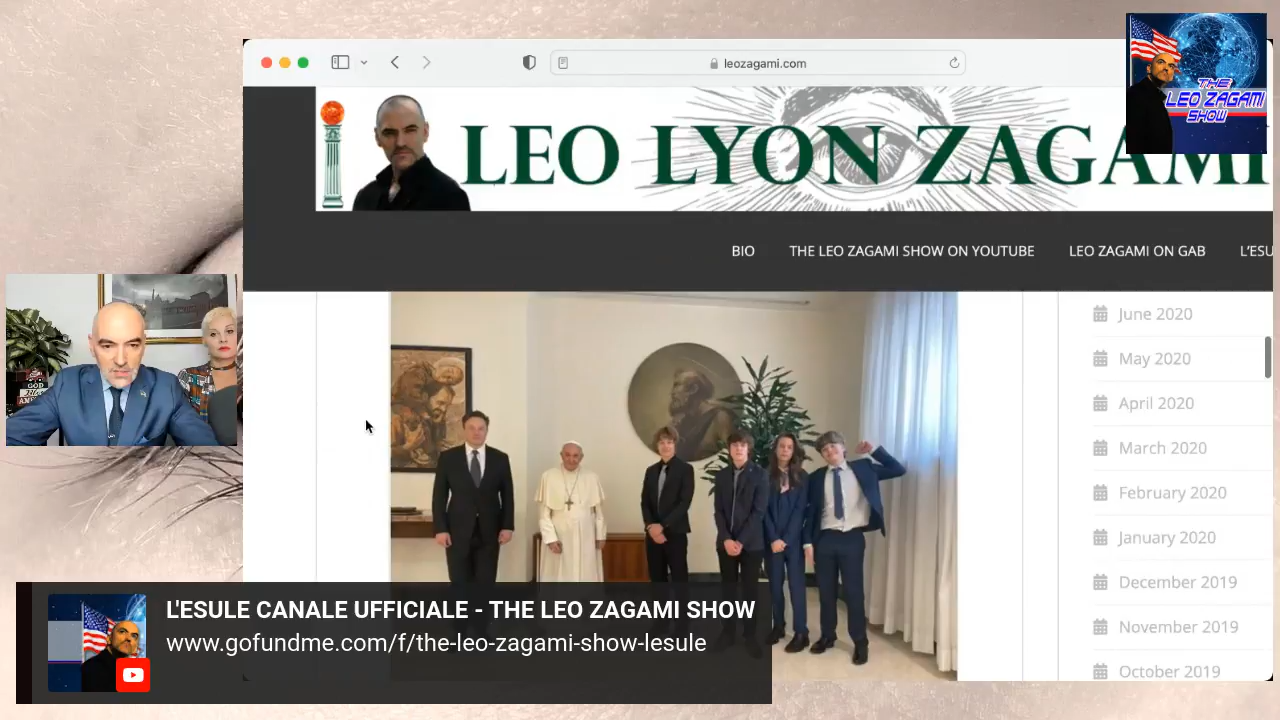 leozagami.com
THE
LEO ZAGAMI
SHOW
LEO LYON ZAGAMI
BIO
THE LEO ZAGAMI SHOW ON YOUTUBE
LEO ZAGAMI ON GAB
L'ESU
June 2020
May 2020
April 2020
March 2020
February 2020
January 2020
December 2019
November 2019
October 2019
GOD
L'ESULE CANALE UFFICIALE - THE LEO ZAGAMI SHOW
www.gofundme.com/f/the-leo-zagami-show-lesule